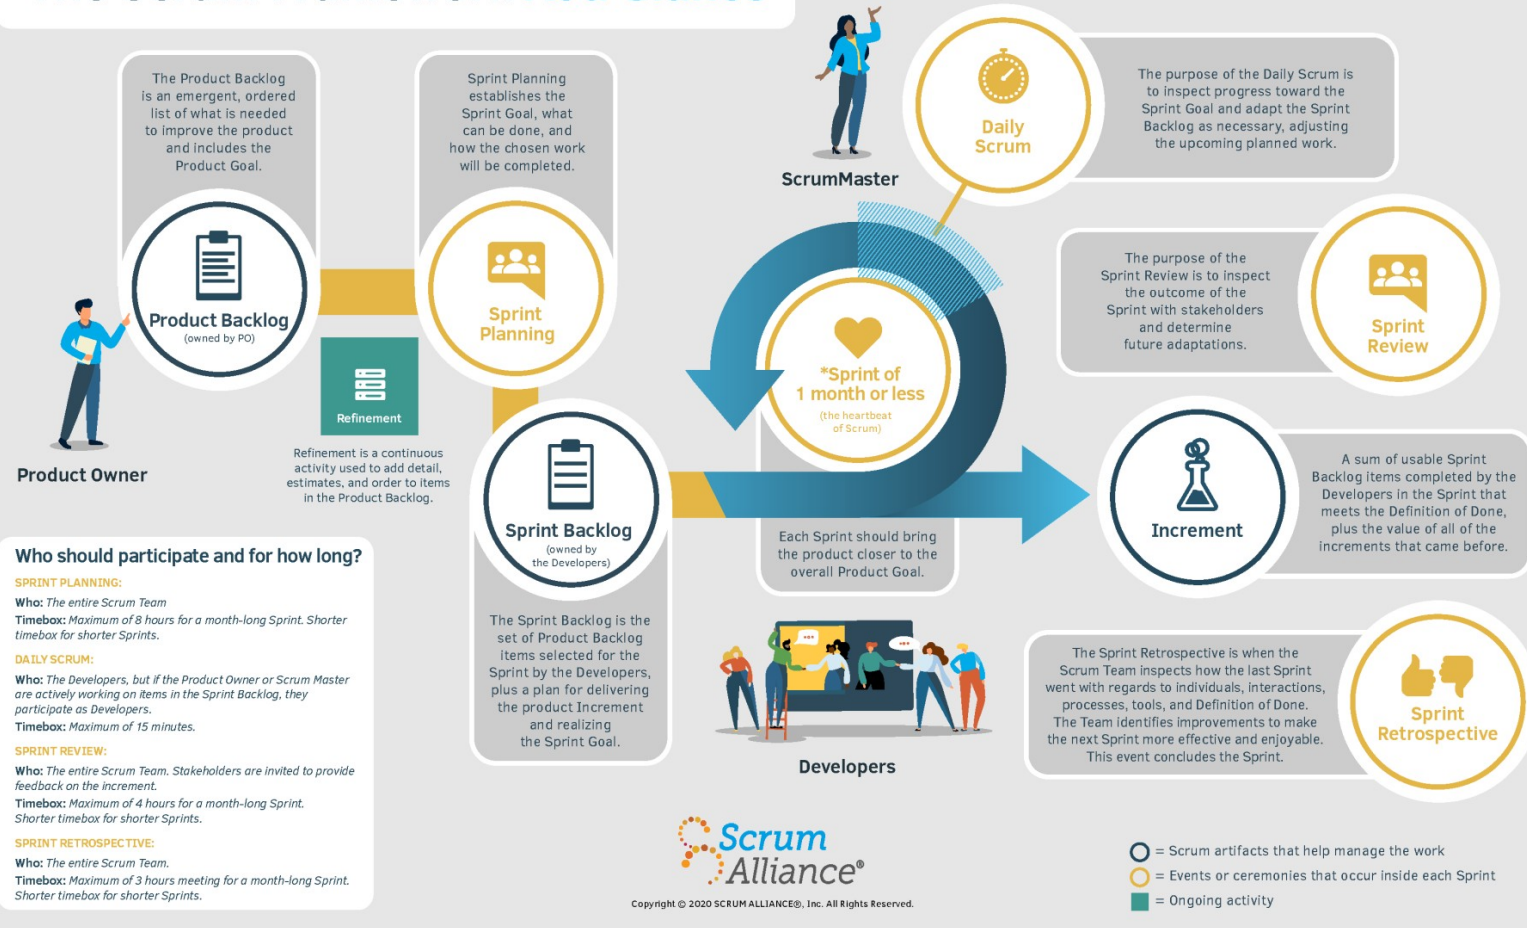 The Product Backlog
is an emergent, ordered
list of what is needed
to improve the product
and includes the
Product Goal.
Product Backlog
(owned by PO)
Product Owner
Sprint Planning
establishes the
Sprint Goal, what
can be done, and
how the chosen work
will be completed.
Sprint
Planning
Refinement
Refinement is a continuous
activity used to add detail,
estimates, and order to items
in the Product Backlog.
Sprint Backlog
(owned by
the Developers)
The Sprint Backlog is the
set of Product Backlog
items selected for the
Sprint by the Developers,
plus a plan for delivering
the product Increment
and realizing
the Sprint Goal.
ScrumMaster
Daily
Scrum
The purpose of the Daily Scrum is
to inspect progress toward the
Sprint Goal and adapt the Sprint
Backlog as necessary, adjusting
the upcoming planned work.
*Sprint of
1 month or less
(the heartbeat
of Scrum)
Each Sprint should bring
the product closer to the
overall Product Goal.
The purpose of the
Sprint Review is to inspect
the outcome of the
Sprint with stakeholders
and determine
future adaptations.
Sprint
Review
Increment
A sum of usable Sprint
Backlog items completed by the
Developers in the Sprint that
meets the Definition of Done,
plus the value of all of the
increments that came before.
Developers
The Sprint Retrospective is when the
Scrum Team inspects how the last Sprint
went with regards to individuals, interactions,
processes, tools, and Definition of Done.
The Team identifies improvements to make
the next Sprint more effective and enjoyable.
This event concludes the Sprint.
Sprint
Retrospective
Who should participate and for how long?
SPRINT PLANNING:
Who: The entire Scrum Team
Timebox: Maximum of 8 hours for a month-long Sprint. Shorter
timebox for shorter Sprints.
DAILY SCRUM:
Who: The Developers, but if the Product Owner or Scrum Master
are actively working on items in the Sprint Backlog, they
participate as Developers.
Timebox: Maximum of 15 minutes.
SPRINT REVIEW:
Who: The entire Scrum Team. Stakeholders are invited to provide
feedback on the increment.
Timebox: Maximum of 4 hours for a month-long Sprint.
Shorter timebox for shorter Sprints.
SPRINT RETROSPECTIVE:
Who: The entire Scrum Team.
Timebox: Maximum of 3 hours meeting for a month-long Sprint.
Shorter timebox for shorter Sprints.
Scrum
Alliance®
Copyright © 2020 SCRUM ALLIANCE®, Inc. All Rights Reserved.
= Scrum artifacts that help manage the work
= Events or ceremonies that occur inside each Sprint
= Ongoing activity